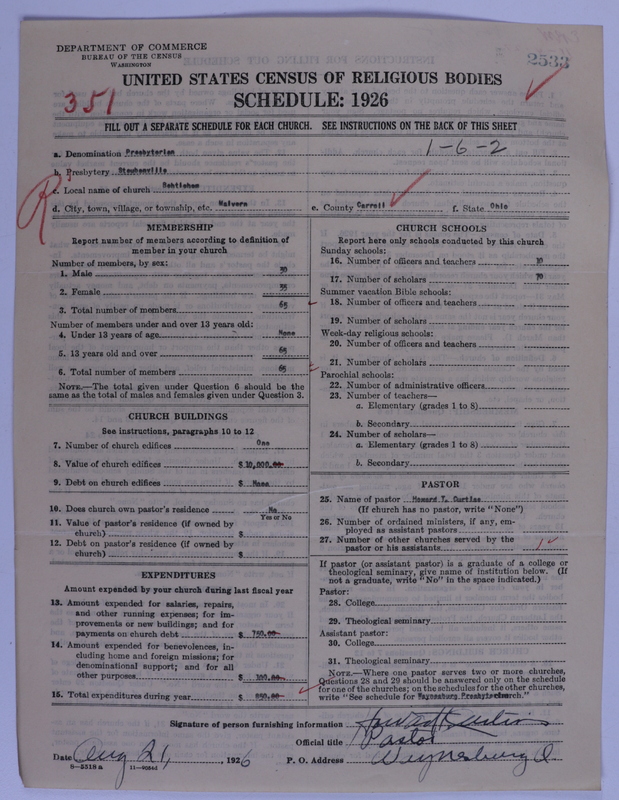 DEPARTMENT OF COMMERCE
BUREAU OF THE CENSUS
WASHINGTON
2533
UNITED STATES CENSUS OF RELIGIOUS BODIES
351
SCHEDULE: 1926
FILL OUT A SEPARATE SCHEDULE FOR EACH CHURCH. SEE INSTRUCTIONS ON THE BACK OF THIS SHEET
1-6-2
a. Denomination Presbyterian
b. Presbytery Steubenville
c. Local name of church Bethlehem
R
d. City, town, village, or township, etc. Malvern e. County Carroll f. State Ohio
MEMBERSHIP
Report number of members according to definition of
member in your church
Number of members, by sex:
1. Male 30
2. Female 35
3. Total number of members 65
Number of members under and over 13 years old:
4. Under 13 years of age None
5. 13 years old and over 65
6. Total number of members 65
NOTE.—The total given under Question 6 should be the
same as the total of males and females given under Question 3.
CHURCH BUILDINGS
See instructions, paragraphs 10 to 12
7. Number of church edifices One
8. Value of church edifices $10,000.00
9. Debt on church edifices $ None
10. Does church own pastor's residence No
Yes or No
11. Value of pastor's residence (if owned by
church) $
12. Debt on pastor's residence (if owned by
church) $
EXPENDITURES
Amount expended by your church during last fiscal year
13. Amount expended for salaries, repairs,
and other running expenses; for im-
provements or new buildings; and for
payments on church debt $ 750.00
14. Amount expended for benevolences, in-
cluding home and foreign missions; for
denominational support; and for all
other purposes $ 100.00
15. Total expenditures during year $ 850.00
CHURCH SCHOOLS
Report here only schools conducted by this church
Sunday schools:
16. Number of officers and teachers 10
17. Number of scholars 70
Summer vacation Bible schools:
18. Number of officers and teachers
19. Number of scholars
Week-day religious schools:
20. Number of officers and teachers
21. Number of scholars
Parochial schools:
22. Number of administrative officers
23. Number of teachers—
a. Elementary (grades 1 to 8)
b. Secondary
24. Number of scholars—
a. Elementary (grades 1 to 8)
b. Secondary
PASTOR
25. Name of pastor Howard T. Curtiss
(If church has no pastor, write "None")
26. Number of ordained ministers, if any, em-
ployed as assistant pastors
27. Number of other churches served by the
pastor or his assistants 1
If pastor (or assistant pastor) is a graduate of a college or
theological seminary, give name of institution below. (If
not a graduate, write "No" in the space indicated.)
Pastor:
28. College
29. Theological seminary
Assistant pastor:
30. College
31. Theological seminary
NOTE.—Where one pastor serves two or more churches,
Questions 28 and 29 should be answered only on the schedule
for one of the churches; on the schedules for the other churches,
write "See schedule for Waynesburg Presby church."
Signature of person furnishing information Howard T. Curtiss
Official title Pastor
Date Aug 21, 1926 P. O. Address Waynesburg O.
8-5518 a